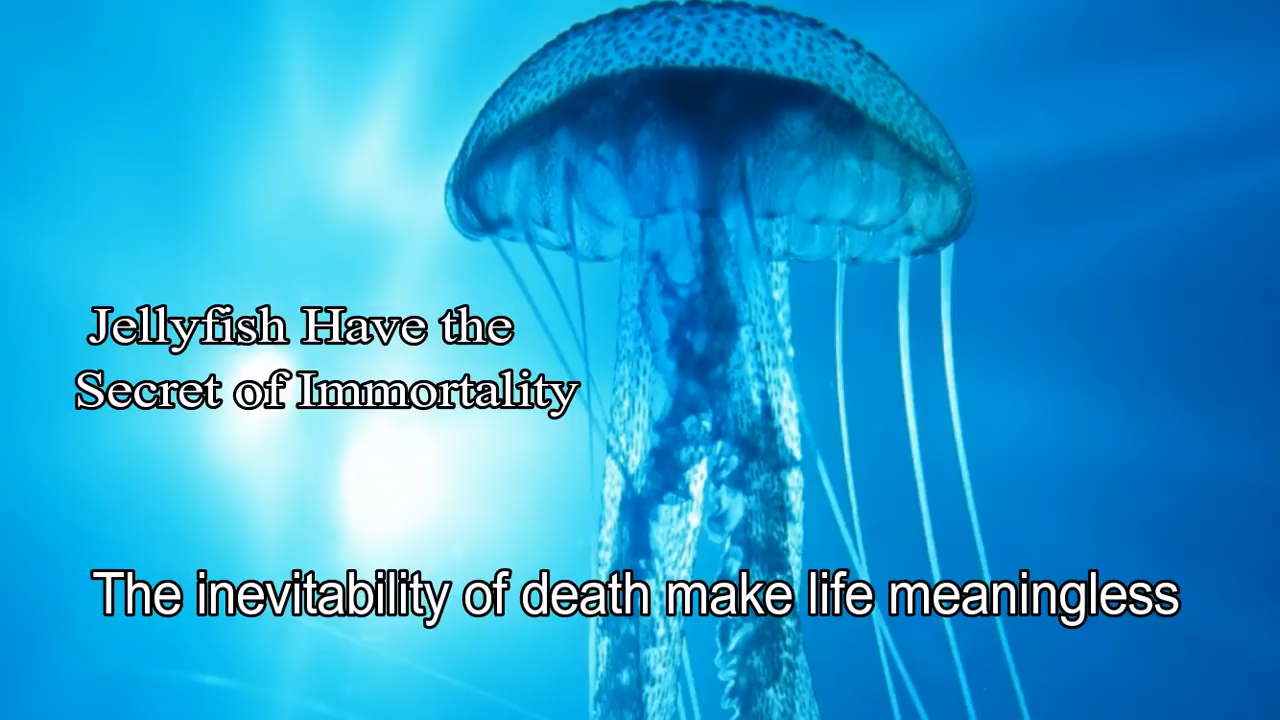 Jellyfish Have the
Secret of Immortality
The inevitability of death make life meaningless